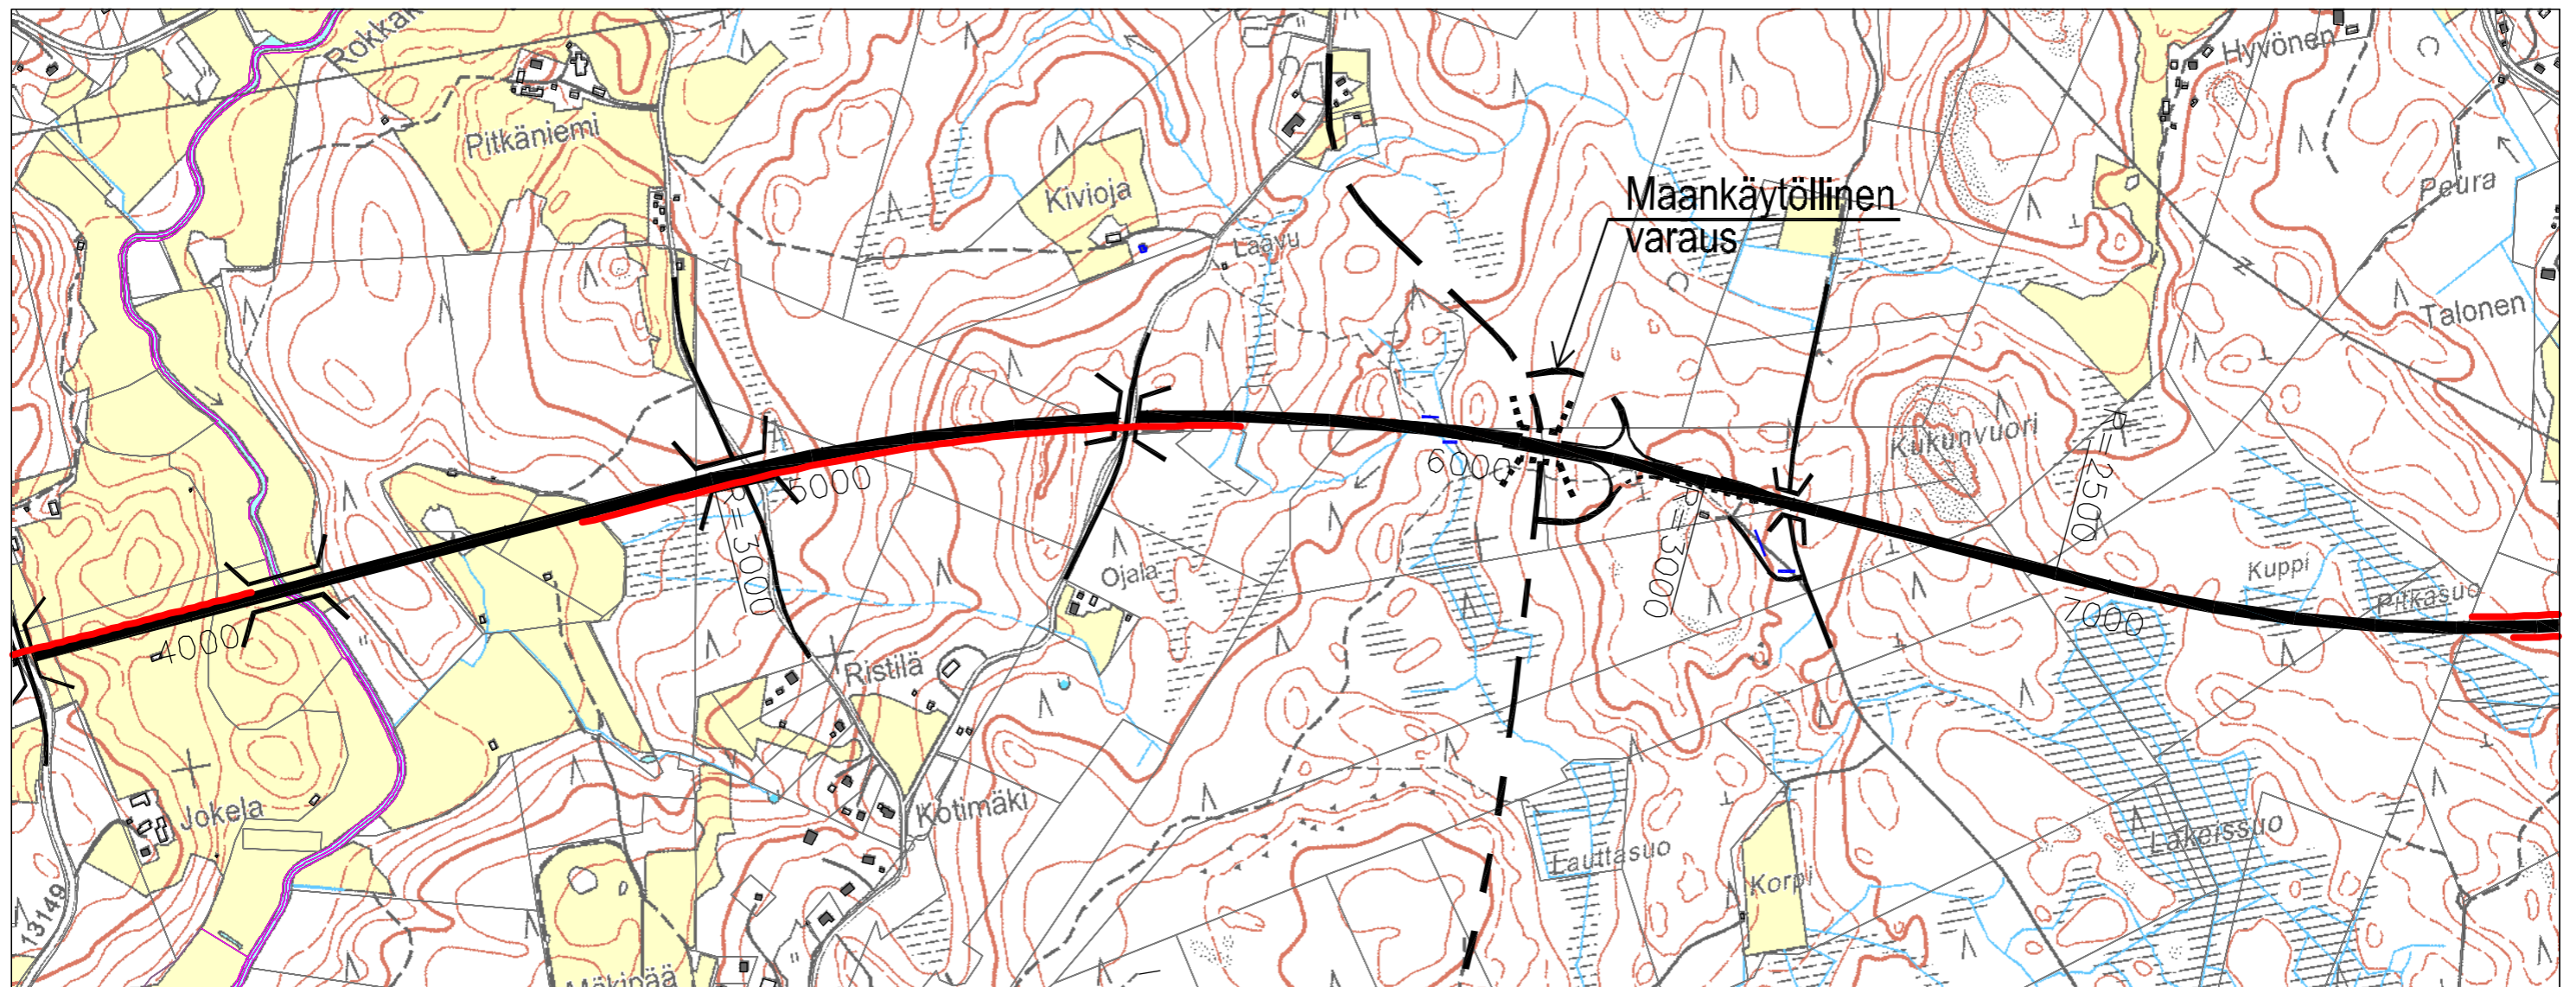 Hyvönen
Pitkäniemi
Kivioja
Maankäytöllinen
varaus
Peura
Laavu
Talonen
Kukunvuori
R=2500
5000
6000
R=3000
R=3000
Ojala
Kuppi
Pitkäsuo
7000
4000
Ristilä
Jokela
Kotimäki
Lakeissuo
Lauttasuo
Korpi
13149
Mäkipää